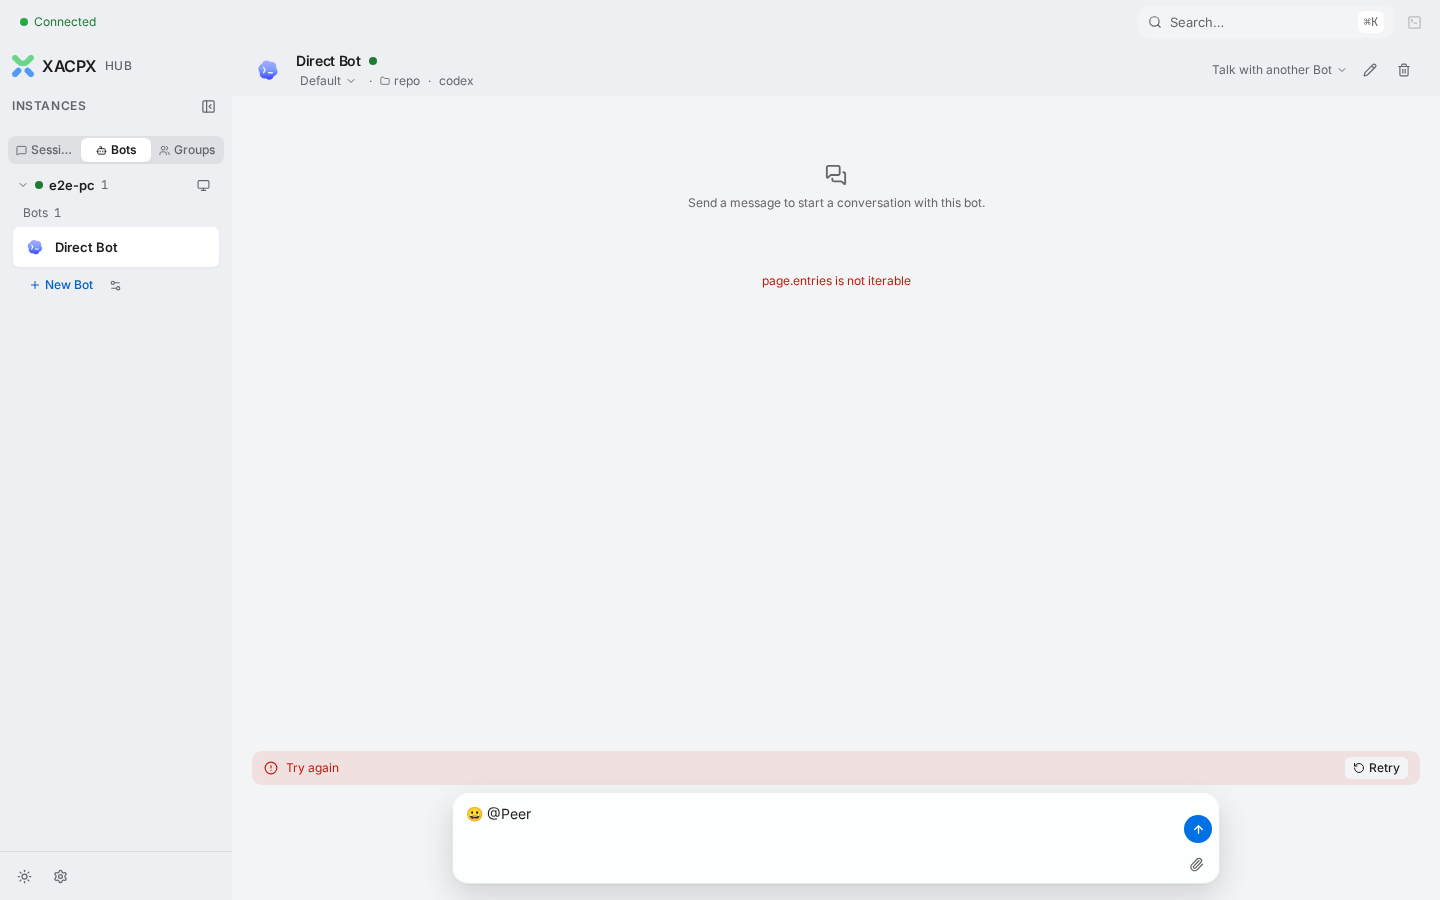 Connected
Search...
⌘K
XACPX HUB
INSTANCES
Sessi...
Bots
Groups
e2e-pc 1
Bots 1
Direct Bot
+ New Bot
Direct Bot
Default · repo · codex
Talk with another Bot
Send a message to start a conversation with this bot.
page.entries is not iterable
Try again
Retry
😀 @Peer